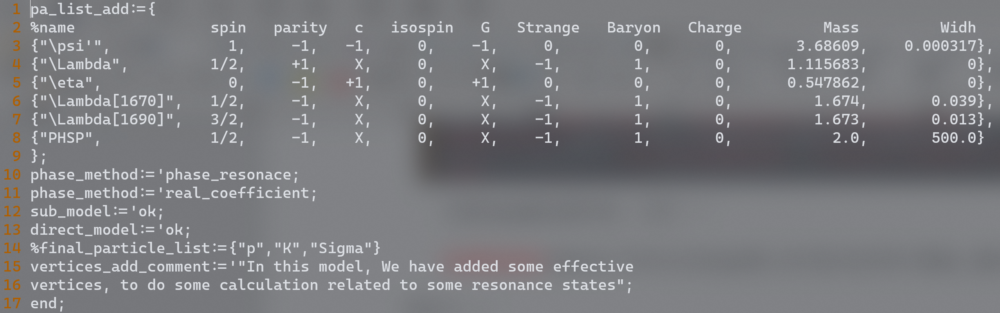 1 pa_list_add:={
2 %name spin parity c isospin G Strange Baryon Charge Mass Widh
3 {"\psi'", 1, -1, -1, 0, -1, 0, 0, 0, 3.68609, 0.000317},
4 {"\Lambda", 1/2, +1, X, 0, X, -1, 1, 0, 1.115683, 0},
5 {"\eta", 0, -1, +1, 0, +1, 0, 0, 0, 0.547862, 0},
6 {"\Lambda[1670]", 1/2, -1, X, 0, X, -1, 1, 0, 1.674, 0.039},
7 {"\Lambda[1690]", 3/2, -1, X, 0, X, -1, 1, 0, 1.673, 0.013},
8 {"PHSP", 1/2, -1, X, 0, X, -1, 1, 0, 2.0, 500.0}
9 };
10 phase_method:='phase_resonace;
11 phase_method:='real_coefficient;
12 sub_model:='ok;
13 direct_model:='ok;
14 %final_particle_list:={"p","K","Sigma"}
15 vertices_add_comment:='"In this model, We have added some effective
16 vertices, to do some calculation related to some resonance states";
17 end;